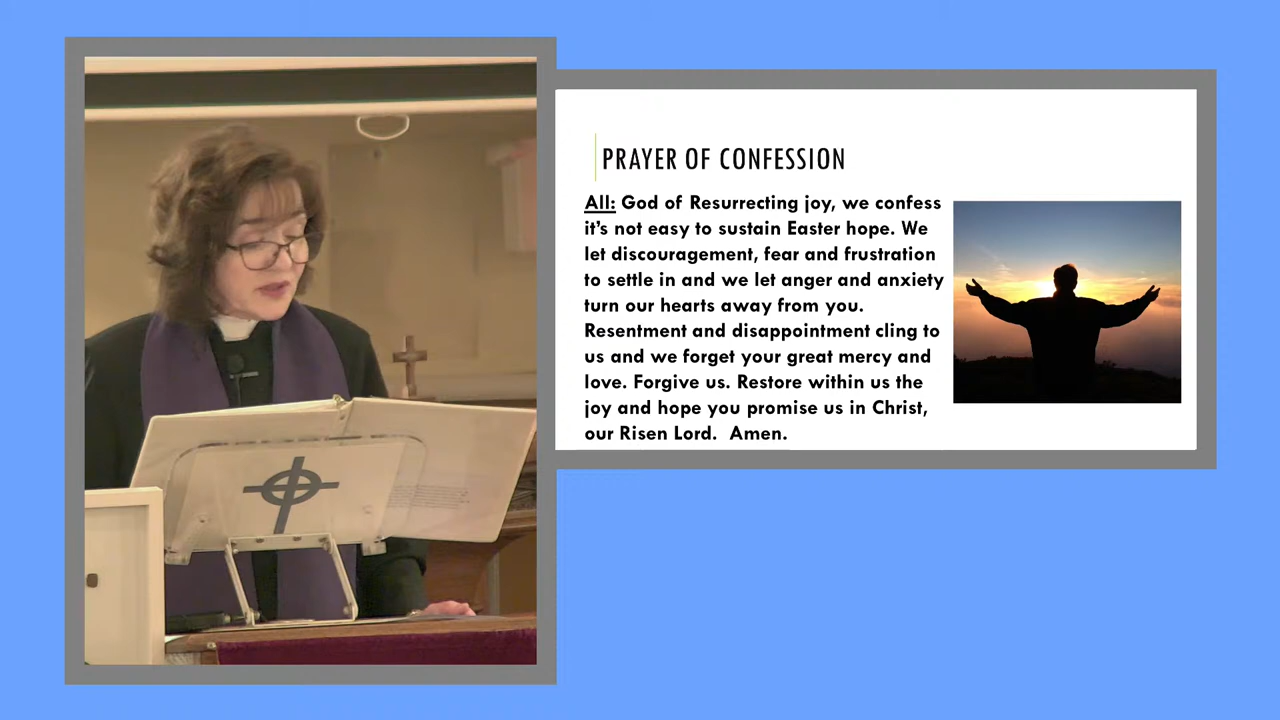 PRAYER OF CONFESSION
All: God of Resurrecting joy, we confess
it's not easy to sustain Easter hope. We
let discouragement, fear and frustration
to settle in and we let anger and anxiety
turn our hearts away from you.
Resentment and disappointment cling to
us and we forget your great mercy and
love. Forgive us. Restore within us the
joy and hope you promise us in Christ,
our Risen Lord.  Amen.